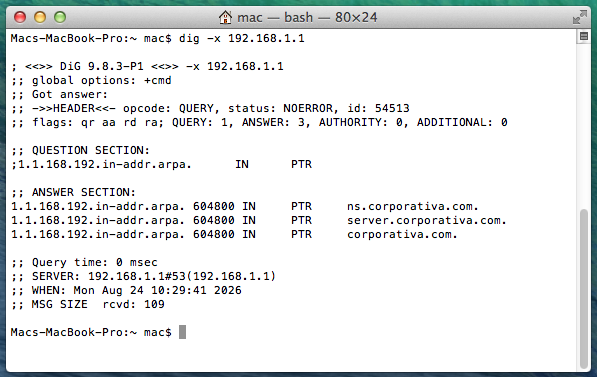 mac — bash — 80×24
Macs-MacBook-Pro:~ mac$ dig -x 192.168.1.1
; <<>> DiG 9.8.3-P1 <<>> -x 192.168.1.1
;; global options: +cmd
;; Got answer:
;; ->>HEADER<<- opcode: QUERY, status: NOERROR, id: 54513
;; flags: qr aa rd ra; QUERY: 1, ANSWER: 3, AUTHORITY: 0, ADDITIONAL: 0
;; QUESTION SECTION:
;1.1.168.192.in-addr.arpa. IN PTR
;; ANSWER SECTION:
1.1.168.192.in-addr.arpa. 604800 IN PTR ns.corporativa.com.
1.1.168.192.in-addr.arpa. 604800 IN PTR server.corporativa.com.
1.1.168.192.in-addr.arpa. 604800 IN PTR corporativa.com.
;; Query time: 0 msec
;; SERVER: 192.168.1.1#53(192.168.1.1)
;; WHEN: Mon Aug 24 10:29:41 2026
;; MSG SIZE  rcvd: 109
Macs-MacBook-Pro:~ mac$